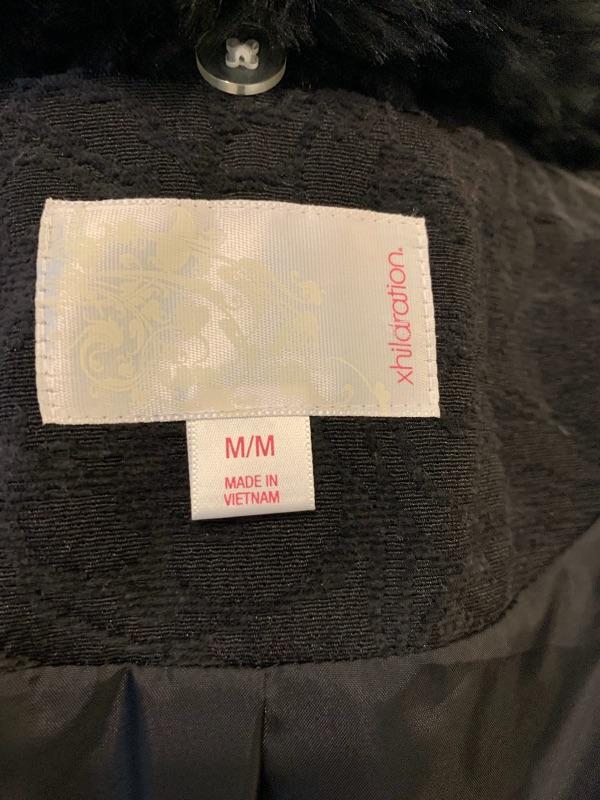 xhilaration.
M/M
MADE IN
VIETNAM